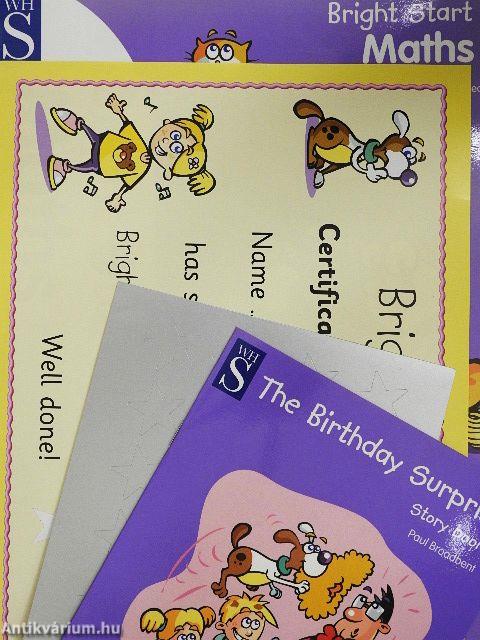 WH
S
Bright Start
Maths
Certifica
Name
has s
Brigh
Well done!
WH
S
The Birthday Surpri
Story book
Paul Broadbent
Antikvárium.hu